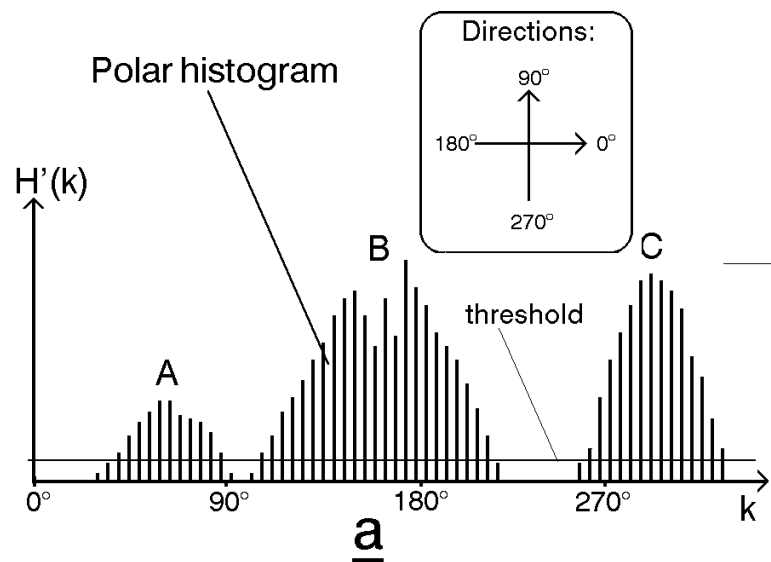 Directions:
90°
180°
0°
270°
Polar histogram
H'(k)
A
B
C
threshold
0°
90°
180°
270°
k
a